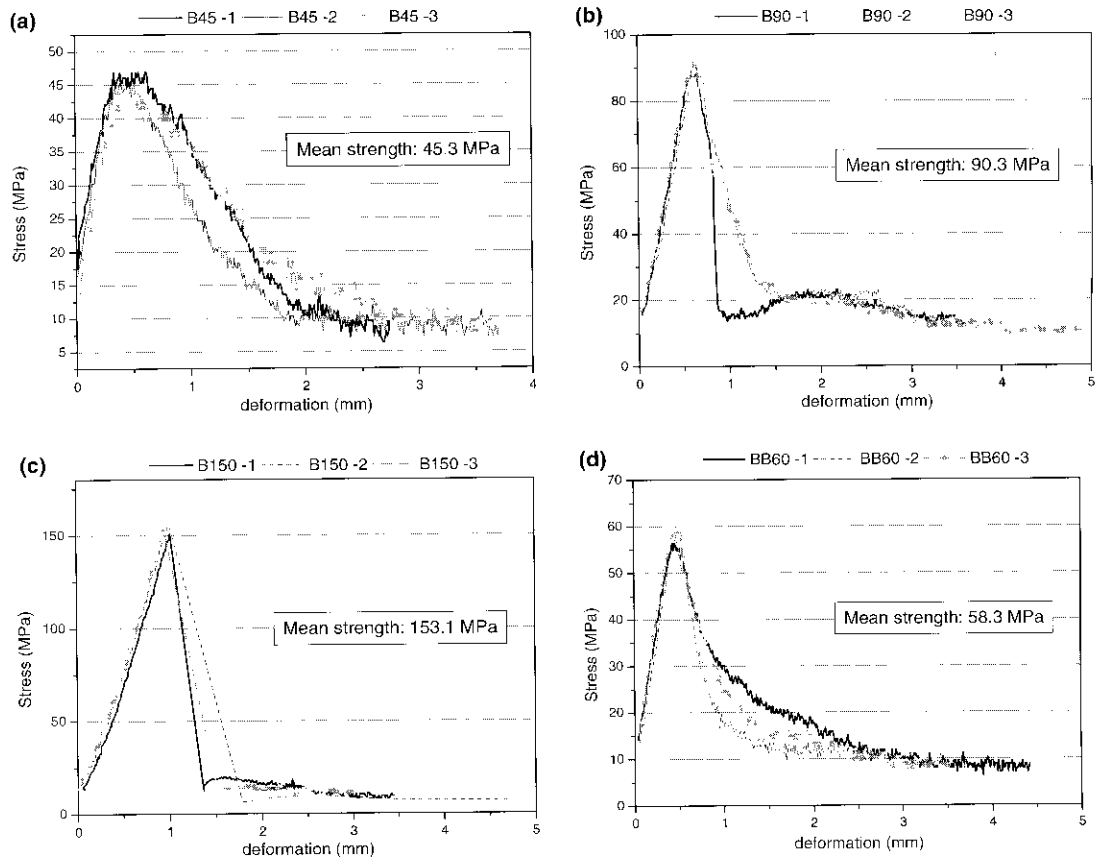 (a) B45 -1 B45 -2 B45 -3
50
45
40
35
30
25
20
15
10
5
Stress (MPa)
Mean strength: 45.3 MPa
0 1 2 3 4
deformation (mm)
(b) B90 -1 B90 -2 B90 -3
100
80
60
40
20
0
Stress (MPa)
Mean strength: 90.3 MPa
0 1 2 3 4 5
deformation (mm)
(c) B150 -1 B150 -2 B150 -3
150
100
50
0
Stress (MPa)
Mean strength: 153.1 MPa
0 1 2 3 4 5
deformation (mm)
(d) BB60 -1 BB60 -2 BB60 -3
70
60
50
40
30
20
10
0
Stress (MPa)
Mean strength: 58.3 MPa
0 1 2 3 4 5
deformation (mm)